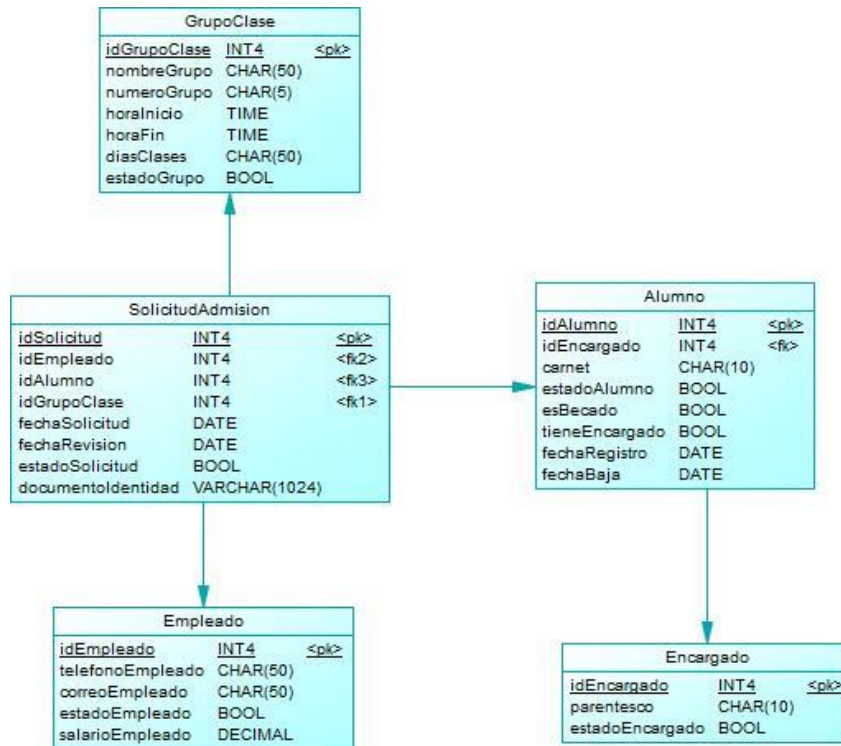 GrupoClase
idGrupoClase INT4 <pk>
nombreGrupo CHAR(50)
numeroGrupo CHAR(5)
horaInicio TIME
horaFin TIME
diasClases CHAR(50)
estadoGrupo BOOL
SolicitudAdmision
idSolicitud INT4 <pk>
idEmpleado INT4 <fk2>
idAlumno INT4 <fk3>
idGrupoClase INT4 <fk1>
fechaSolicitud DATE
fechaRevision DATE
estadoSolicitud BOOL
documentoIdentidad VARCHAR(1024)
Alumno
idAlumno INT4 <pk>
idEncargado INT4 <fk>
carnet CHAR(10)
estadoAlumno BOOL
esBecado BOOL
tieneEncargado BOOL
fechaRegistro DATE
fechaBaja DATE
Empleado
idEmpleado INT4 <pk>
telefonoEmpleado CHAR(50)
correoEmpleado CHAR(50)
estadoEmpleado BOOL
salarioEmpleado DECIMAL
Encargado
idEncargado INT4 <pk>
parentesco CHAR(10)
estadoEncargado BOOL